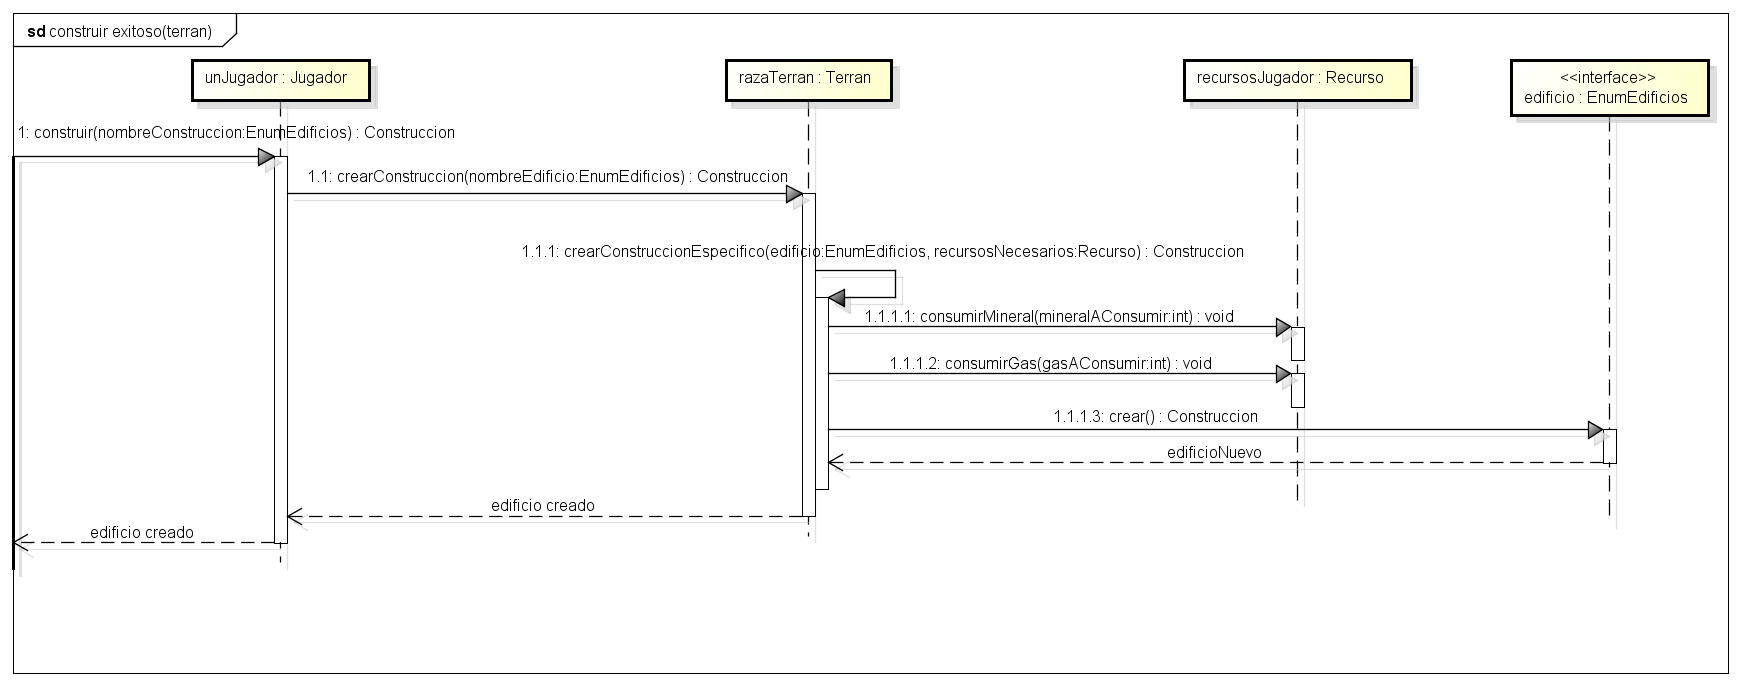 sd construir exitoso(terran)
unJugador : Jugador
razaTerran : Terran
recursosJugador : Recurso
<<interface>>
edificio : EnumEdificios
1: construir(nombreConstruccion:EnumEdificios) : Construccion
1.1: crearConstruccion(nombreEdificio:EnumEdificios) : Construccion
1.1.1: crearConstruccionEspecifico(edificio:EnumEdificios, recursosNecesarios:Recurso) : Construccion
1.1.1.1: consumirMineral(mineralAConsumir:int) : void
1.1.1.2: consumirGas(gasAConsumir:int) : void
1.1.1.3: crear() : Construccion
edificioNuevo
edificio creado
edificio creado